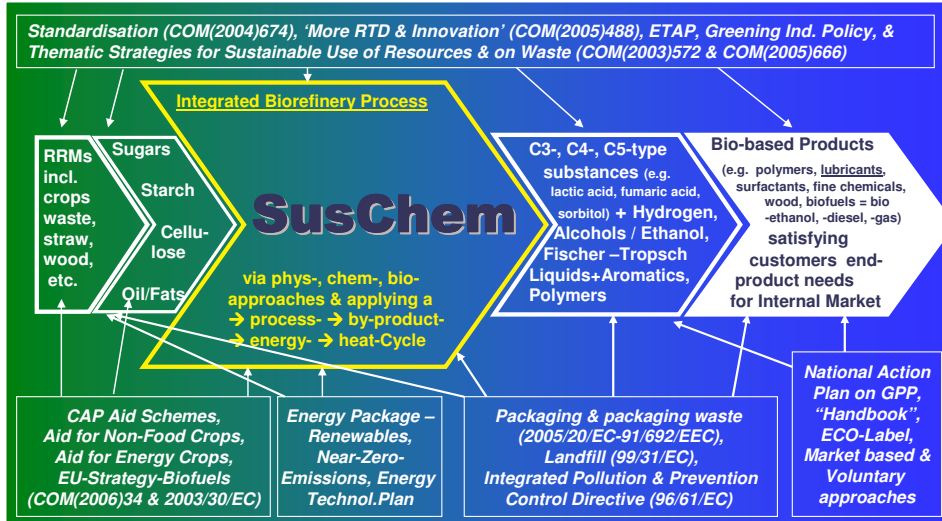 Standardisation (COM(2004)674), ‘More RTD & Innovation’ (COM(2005)488), ETAP, Greening Ind. Policy, &
Thematic Strategies for Sustainable Use of Resources & on Waste (COM(2003)572 & COM(2005)666)
Integrated Biorefinery Process
RRMs
incl.
crops
waste,
straw,
wood,
etc.
Sugars
Starch
Cellu-
lose
Oil/Fats
SusChem
via phys-, chem-, bio-
approaches & applying a
→ process- → by-product-
→ energy- → heat-Cycle
C3-, C4-, C5-type
substances (e.g.
lactic acid, fumaric acid,
sorbitol) + Hydrogen,
Alcohols / Ethanol,
Fischer –Tropsch
Liquids+Aromatics,
Polymers
Bio-based Products
(e.g. polymers, lubricants,
surfactants, fine chemicals,
wood, biofuels = bio
-ethanol, -diesel, -gas)
satisfying
customers end-
product needs
for Internal Market
CAP Aid Schemes,
Aid for Non-Food Crops,
Aid for Energy Crops,
EU-Strategy-Biofuels
(COM(2006)34 & 2003/30/EC)
Energy Package –
Renewables,
Near-Zero-
Emissions, Energy
Technol.Plan
Packaging & packaging waste
(2005/20/EC-91/692/EEC),
Landfill (99/31/EC),
Integrated Pollution & Prevention
Control Directive (96/61/EC)
National Action
Plan on GPP,
“Handbook”,
ECO-Label,
Market based &
Voluntary
approaches